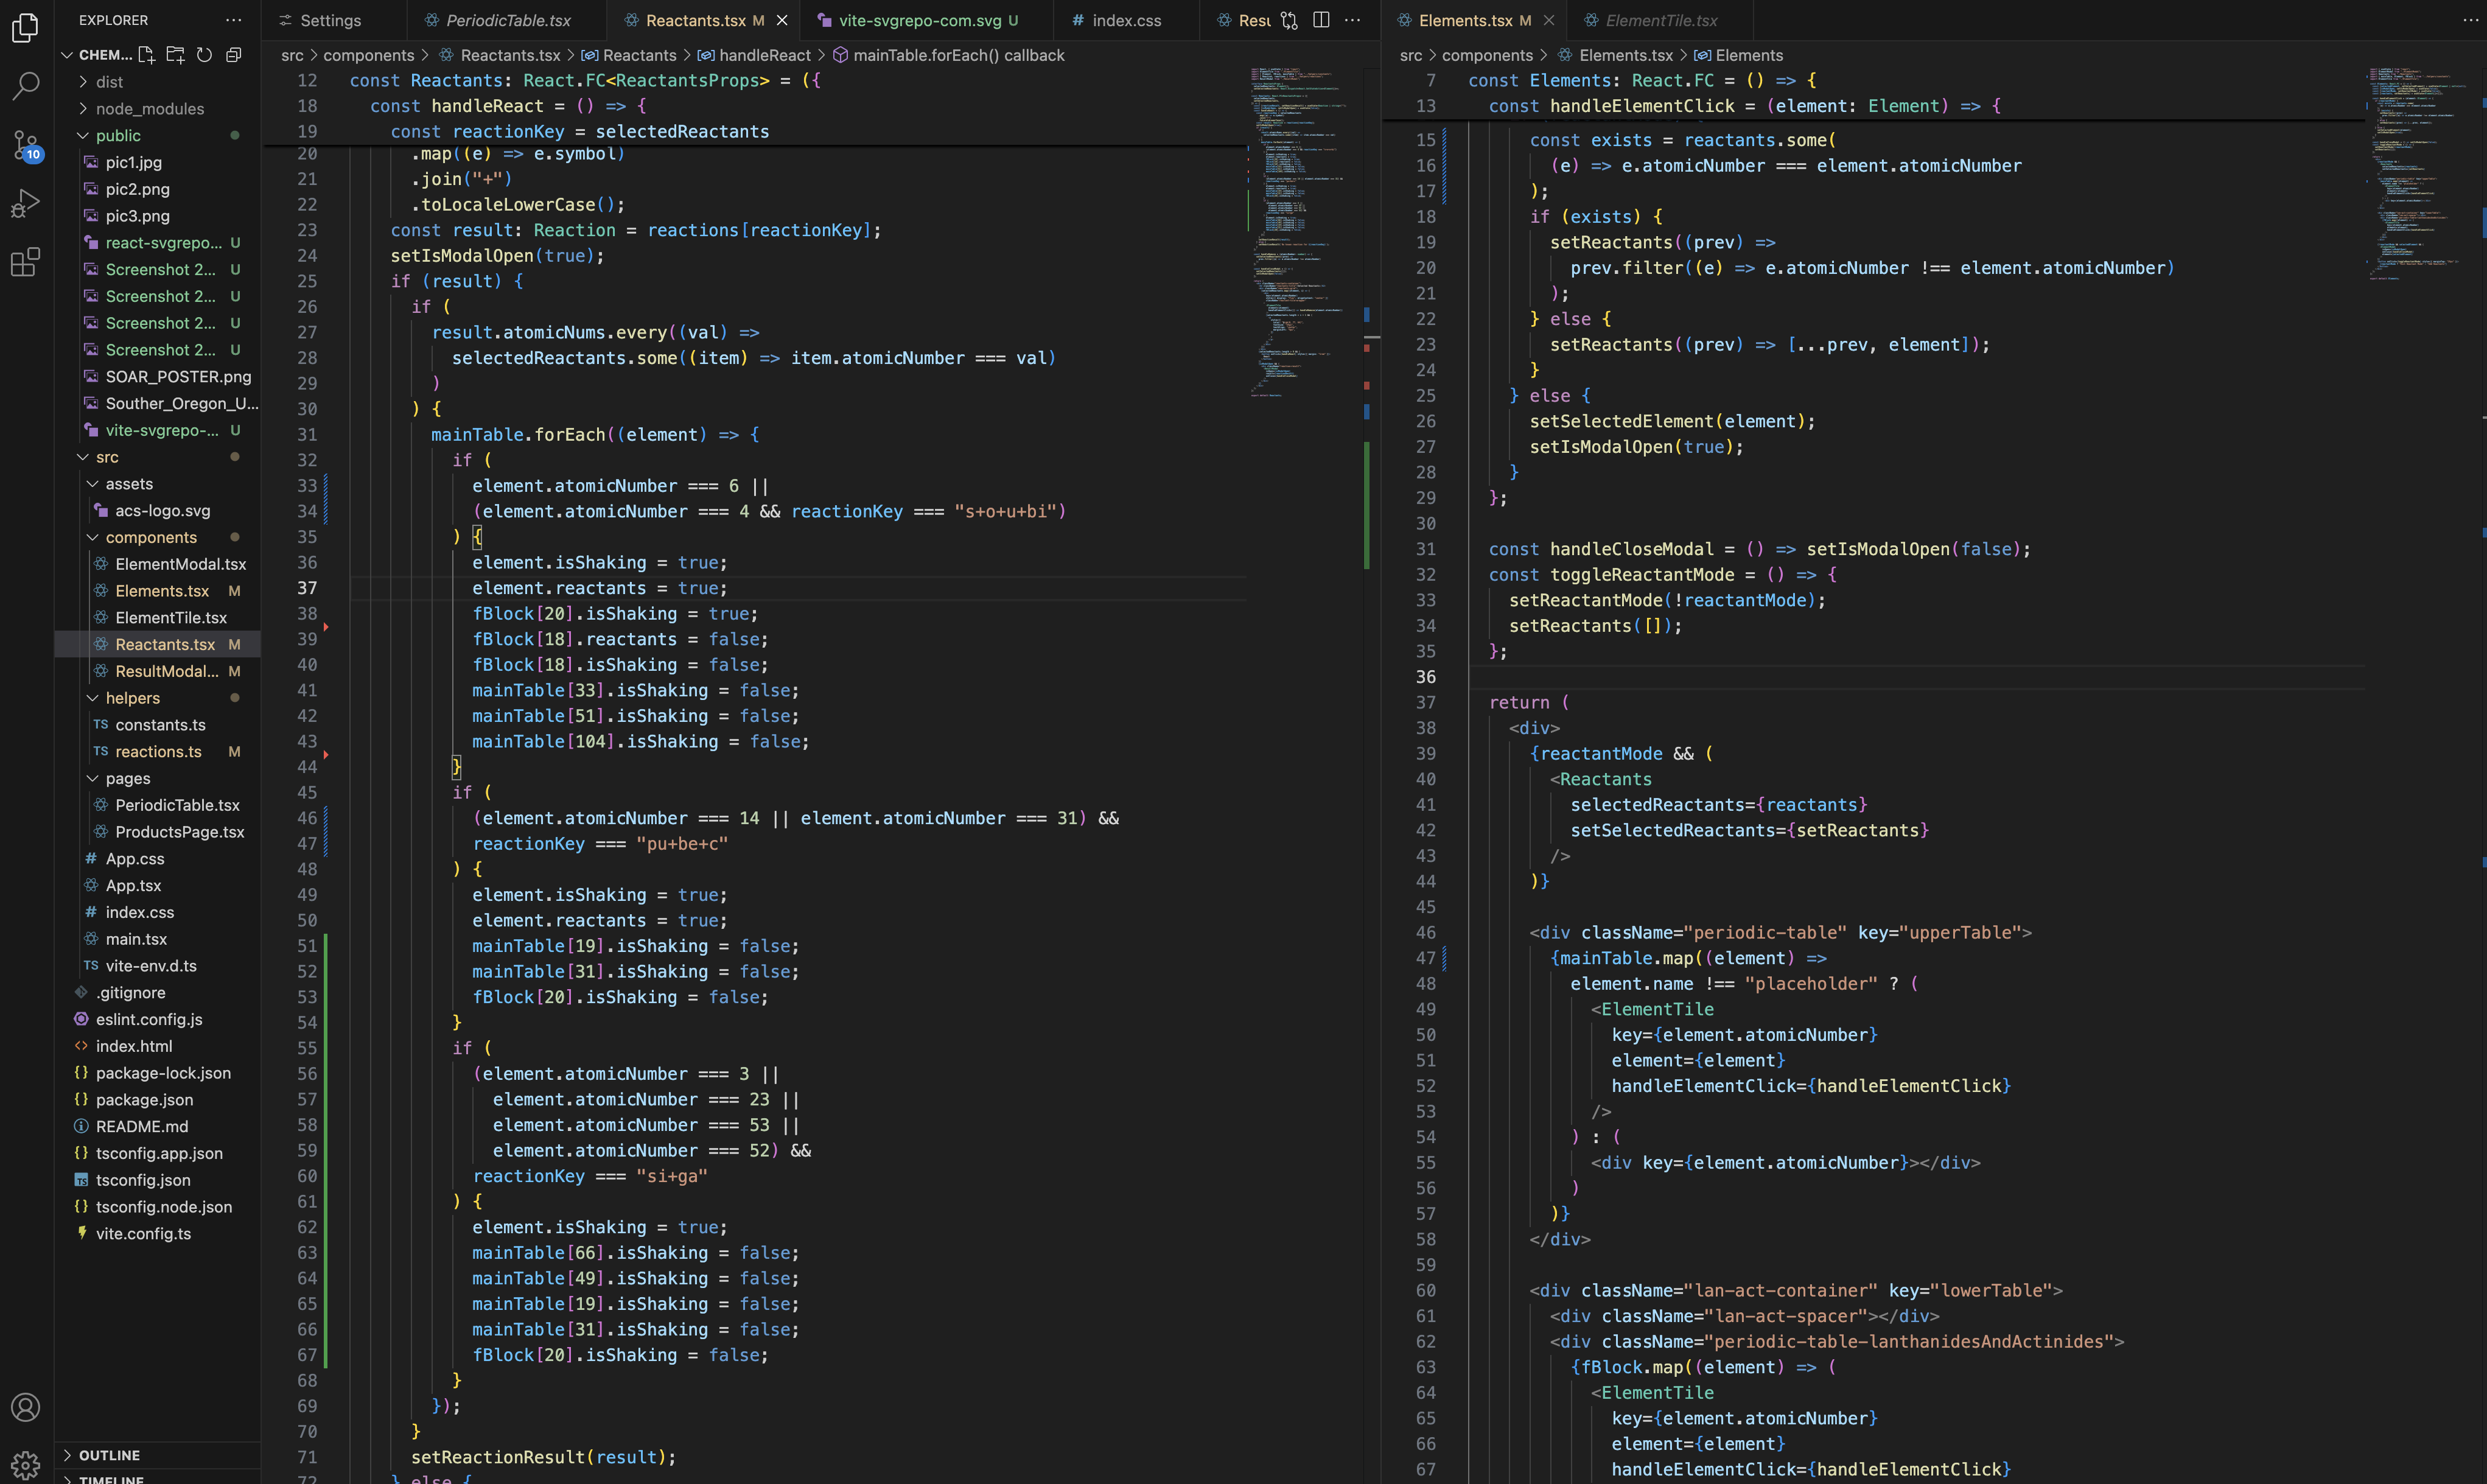 EXPLORER
CHEM...
dist
node_modules
public
pic1.jpg
pic2.png
pic3.png
react-svgrepo... U
Screenshot 2... U
Screenshot 2... U
Screenshot 2... U
Screenshot 2... U
SOAR_POSTER.png
Souther_Oregon_U...
vite-svgrepo-... U
src
assets
acs-logo.svg
components
ElementModal.tsx
Elements.tsx M
ElementTile.tsx
Reactants.tsx M
ResultModal... M
helpers
constants.ts
reactions.ts M
pages
PeriodicTable.tsx
ProductsPage.tsx
App.css
App.tsx
index.css
main.tsx
vite-env.d.ts
.gitignore
eslint.config.js
index.html
package-lock.json
package.json
README.md
tsconfig.app.json
tsconfig.json
tsconfig.node.json
vite.config.ts
OUTLINE
TIMELINE
10
Settings
PeriodicTable.tsx
Reactants.tsx M
vite-svgrepo-com.svg U
index.css
src > components > Reactants.tsx > Reactants > handleReact > mainTable.forEach() callback
12 const Reactants: React.FC<ReactantsProps> = ({
18 const handleReact = () => {
19 const reactionKey = selectedReactants
20 .map((e) => e.symbol)
21 .join("+")
22 .toLocaleLowerCase();
23 const result: Reaction = reactions[reactionKey];
24 setIsModalOpen(true);
25 if (result) {
26 if (
27 result.atomicNums.every((val) =>
28 selectedReactants.some((item) => item.atomicNumber === val)
29 )
30 ) {
31 mainTable.forEach((element) => {
32 if (
33 element.atomicNumber === 6 ||
34 (element.atomicNumber === 4 && reactionKey === "s+o+u+bi")
35 ) {
36 element.isShaking = true;
37 element.reactants = true;
38 fBlock[20].isShaking = true;
39 fBlock[18].reactants = false;
40 fBlock[18].isShaking = false;
41 mainTable[33].isShaking = false;
42 mainTable[51].isShaking = false;
43 mainTable[104].isShaking = false;
44 }
45 if (
46 (element.atomicNumber === 14 || element.atomicNumber === 31) &&
47 reactionKey === "pu+be+c"
48 ) {
49 element.isShaking = true;
50 element.reactants = true;
51 mainTable[19].isShaking = false;
52 mainTable[31].isShaking = false;
53 fBlock[20].isShaking = false;
54 }
55 if (
56 (element.atomicNumber === 3 ||
57 element.atomicNumber === 23 ||
58 element.atomicNumber === 53 ||
59 element.atomicNumber === 52) &&
60 reactionKey === "si+ga"
61 ) {
62 element.isShaking = true;
63 mainTable[66].isShaking = false;
64 mainTable[49].isShaking = false;
65 mainTable[19].isShaking = false;
66 mainTable[31].isShaking = false;
67 fBlock[20].isShaking = false;
68 }
69 });
70 }
71 setReactionResult(result);
72 } else {
Elements.tsx M
ElementTile.tsx
src > components > Elements.tsx > Elements
7 const Elements: React.FC = () => {
13 const handleElementClick = (element: Element) => {
15 const exists = reactants.some(
16 (e) => e.atomicNumber === element.atomicNumber
17 );
18 if (exists) {
19 setReactants((prev) =>
20 prev.filter((e) => e.atomicNumber !== element.atomicNumber)
21 );
22 } else {
23 setReactants((prev) => [...prev, element]);
24 }
25 } else {
26 setSelectedElement(element);
27 setIsModalOpen(true);
28 }
29 };
30
31 const handleCloseModal = () => setIsModalOpen(false);
32 const toggleReactantMode = () => {
33 setReactantMode(!reactantMode);
34 setReactants([]);
35 };
36
37 return (
38 <div>
39 {reactantMode && (
40 <Reactants
41 selectedReactants={reactants}
42 setSelectedReactants={setReactants}
43 />
44 )}
45
46 <div className="periodic-table" key="upperTable">
47 {mainTable.map((element) =>
48 element.name !== "placeholder" ? (
49 <ElementTile
50 key={element.atomicNumber}
51 element={element}
52 handleElementClick={handleElementClick}
53 />
54 ) : (
55 <div key={element.atomicNumber}></div>
56 )
57 )}
58 </div>
59
60 <div className="lan-act-container" key="lowerTable">
61 <div className="lan-act-spacer"></div>
62 <div className="periodic-table-lanthanidesAndActinides">
63 {fBlock.map((element) => (
64 <ElementTile
65 key={element.atomicNumber}
66 element={element}
67 handleElementClick={handleElementClick}